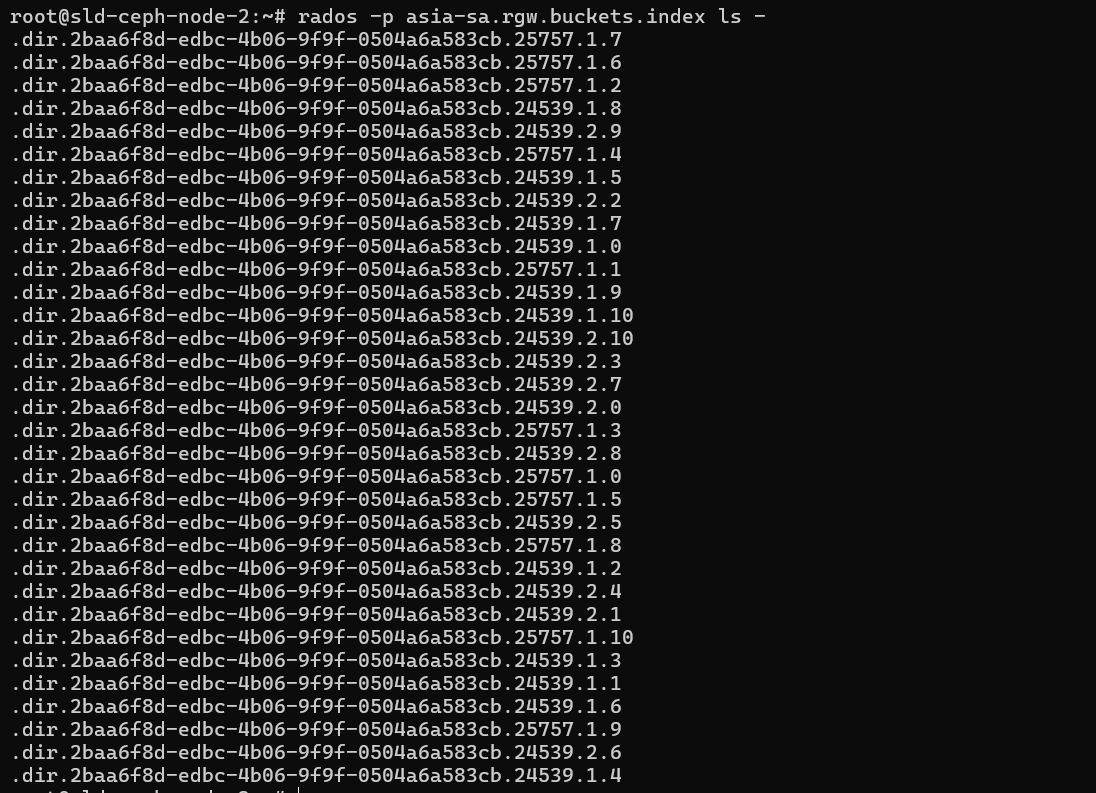 root@sld-ceph-node-2:~# rados -p asia-sa.rgw.buckets.index ls -
.dir.2baa6f8d-edbc-4b06-9f9f-0504a6a583cb.25757.1.7
.dir.2baa6f8d-edbc-4b06-9f9f-0504a6a583cb.25757.1.6
.dir.2baa6f8d-edbc-4b06-9f9f-0504a6a583cb.25757.1.2
.dir.2baa6f8d-edbc-4b06-9f9f-0504a6a583cb.24539.1.8
.dir.2baa6f8d-edbc-4b06-9f9f-0504a6a583cb.24539.2.9
.dir.2baa6f8d-edbc-4b06-9f9f-0504a6a583cb.25757.1.4
.dir.2baa6f8d-edbc-4b06-9f9f-0504a6a583cb.24539.1.5
.dir.2baa6f8d-edbc-4b06-9f9f-0504a6a583cb.24539.2.2
.dir.2baa6f8d-edbc-4b06-9f9f-0504a6a583cb.24539.1.7
.dir.2baa6f8d-edbc-4b06-9f9f-0504a6a583cb.24539.1.0
.dir.2baa6f8d-edbc-4b06-9f9f-0504a6a583cb.25757.1.1
.dir.2baa6f8d-edbc-4b06-9f9f-0504a6a583cb.24539.1.9
.dir.2baa6f8d-edbc-4b06-9f9f-0504a6a583cb.24539.1.10
.dir.2baa6f8d-edbc-4b06-9f9f-0504a6a583cb.24539.2.10
.dir.2baa6f8d-edbc-4b06-9f9f-0504a6a583cb.24539.2.3
.dir.2baa6f8d-edbc-4b06-9f9f-0504a6a583cb.24539.2.7
.dir.2baa6f8d-edbc-4b06-9f9f-0504a6a583cb.24539.2.0
.dir.2baa6f8d-edbc-4b06-9f9f-0504a6a583cb.25757.1.3
.dir.2baa6f8d-edbc-4b06-9f9f-0504a6a583cb.24539.2.8
.dir.2baa6f8d-edbc-4b06-9f9f-0504a6a583cb.25757.1.0
.dir.2baa6f8d-edbc-4b06-9f9f-0504a6a583cb.25757.1.5
.dir.2baa6f8d-edbc-4b06-9f9f-0504a6a583cb.24539.2.5
.dir.2baa6f8d-edbc-4b06-9f9f-0504a6a583cb.25757.1.8
.dir.2baa6f8d-edbc-4b06-9f9f-0504a6a583cb.24539.1.2
.dir.2baa6f8d-edbc-4b06-9f9f-0504a6a583cb.24539.2.4
.dir.2baa6f8d-edbc-4b06-9f9f-0504a6a583cb.24539.2.1
.dir.2baa6f8d-edbc-4b06-9f9f-0504a6a583cb.25757.1.10
.dir.2baa6f8d-edbc-4b06-9f9f-0504a6a583cb.24539.1.3
.dir.2baa6f8d-edbc-4b06-9f9f-0504a6a583cb.24539.1.1
.dir.2baa6f8d-edbc-4b06-9f9f-0504a6a583cb.24539.1.6
.dir.2baa6f8d-edbc-4b06-9f9f-0504a6a583cb.25757.1.9
.dir.2baa6f8d-edbc-4b06-9f9f-0504a6a583cb.24539.2.6
.dir.2baa6f8d-edbc-4b06-9f9f-0504a6a583cb.24539.1.4